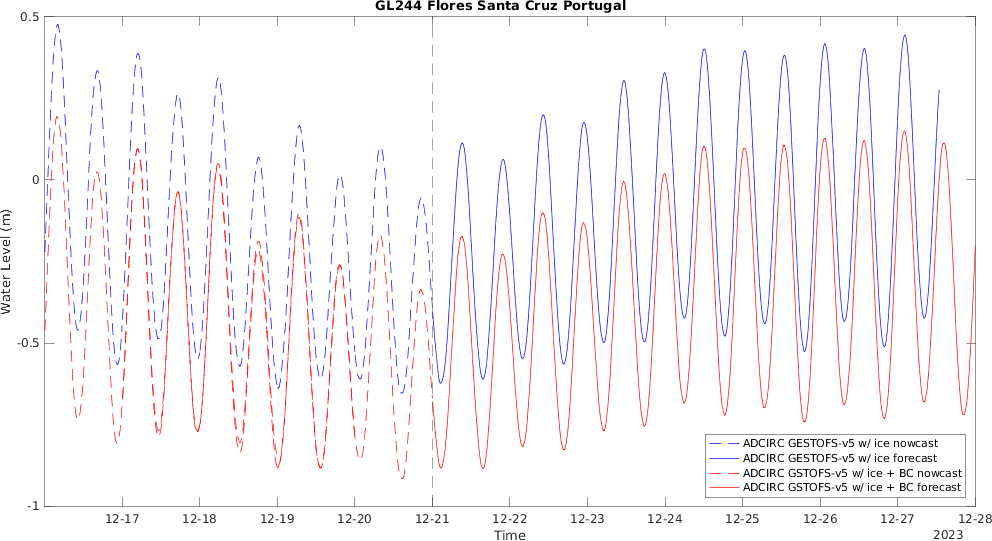 GL244 Flores Santa Cruz Portugal
0.5
0
-0.5
-1
Water Level (m)
12-17 12-18 12-19 12-20 12-21 12-22 12-23 12-24 12-25 12-26 12-27 12-28
Time
2023
ADCIRC GESTOFS-v5 w/ ice nowcast
ADCIRC GESTOFS-v5 w/ ice forecast
ADCIRC GSTOFS-v5 w/ ice + BC nowcast
ADCIRC GSTOFS-v5 w/ ice + BC forecast